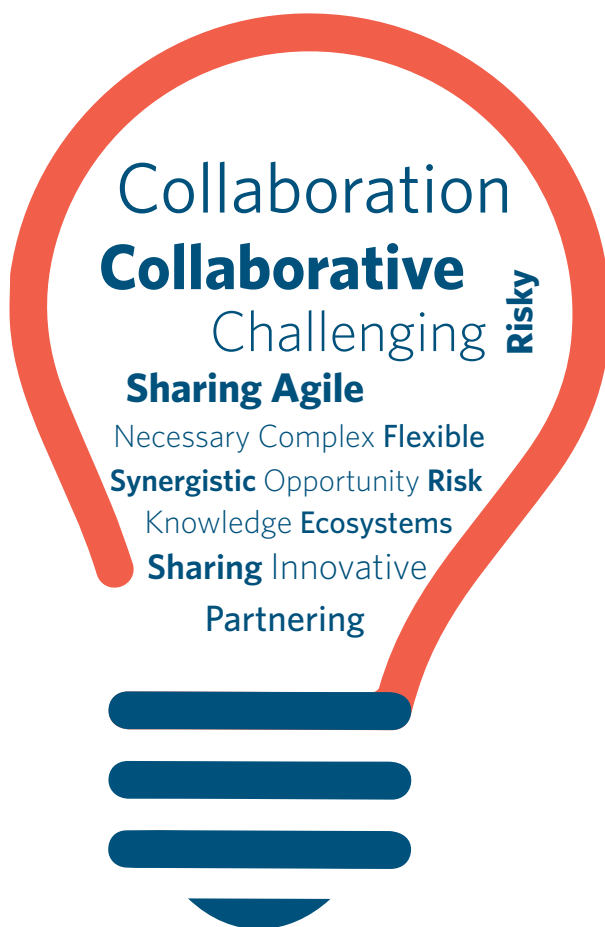 Collaboration
Collaborative
Challenging
Risky
Sharing Agile
Necessary Complex Flexible
Synergistic Opportunity Risk
Knowledge Ecosystems
Sharing Innovative
Partnering